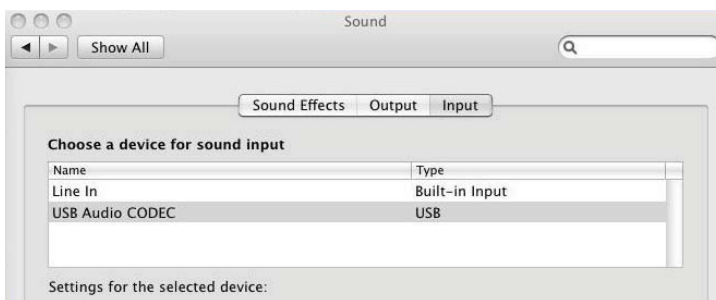 Sound
Show All
Sound Effects Output Input
Choose a device for sound input
Name Type
Line In Built-in Input
USB Audio CODEC USB
Settings for the selected device: